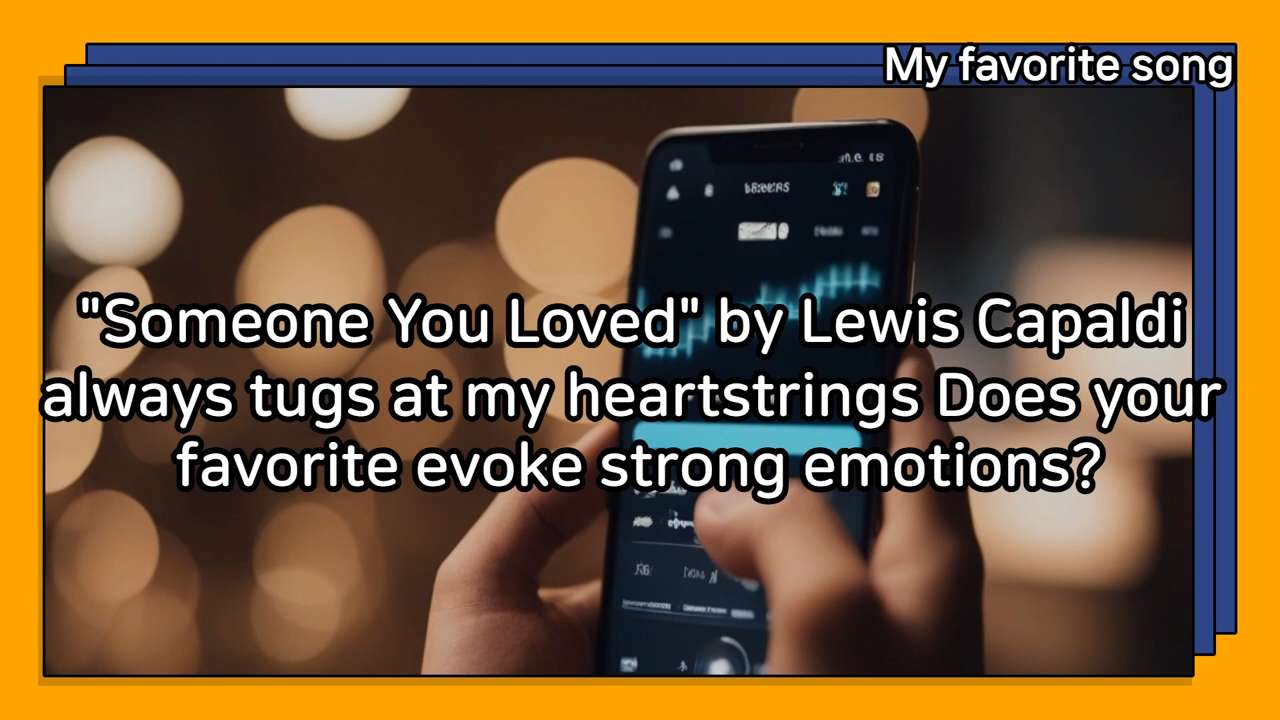 My favorite song
"Someone You Loved" by Lewis Capaldi
always tugs at my heartstrings Does your
favorite evoke strong emotions?